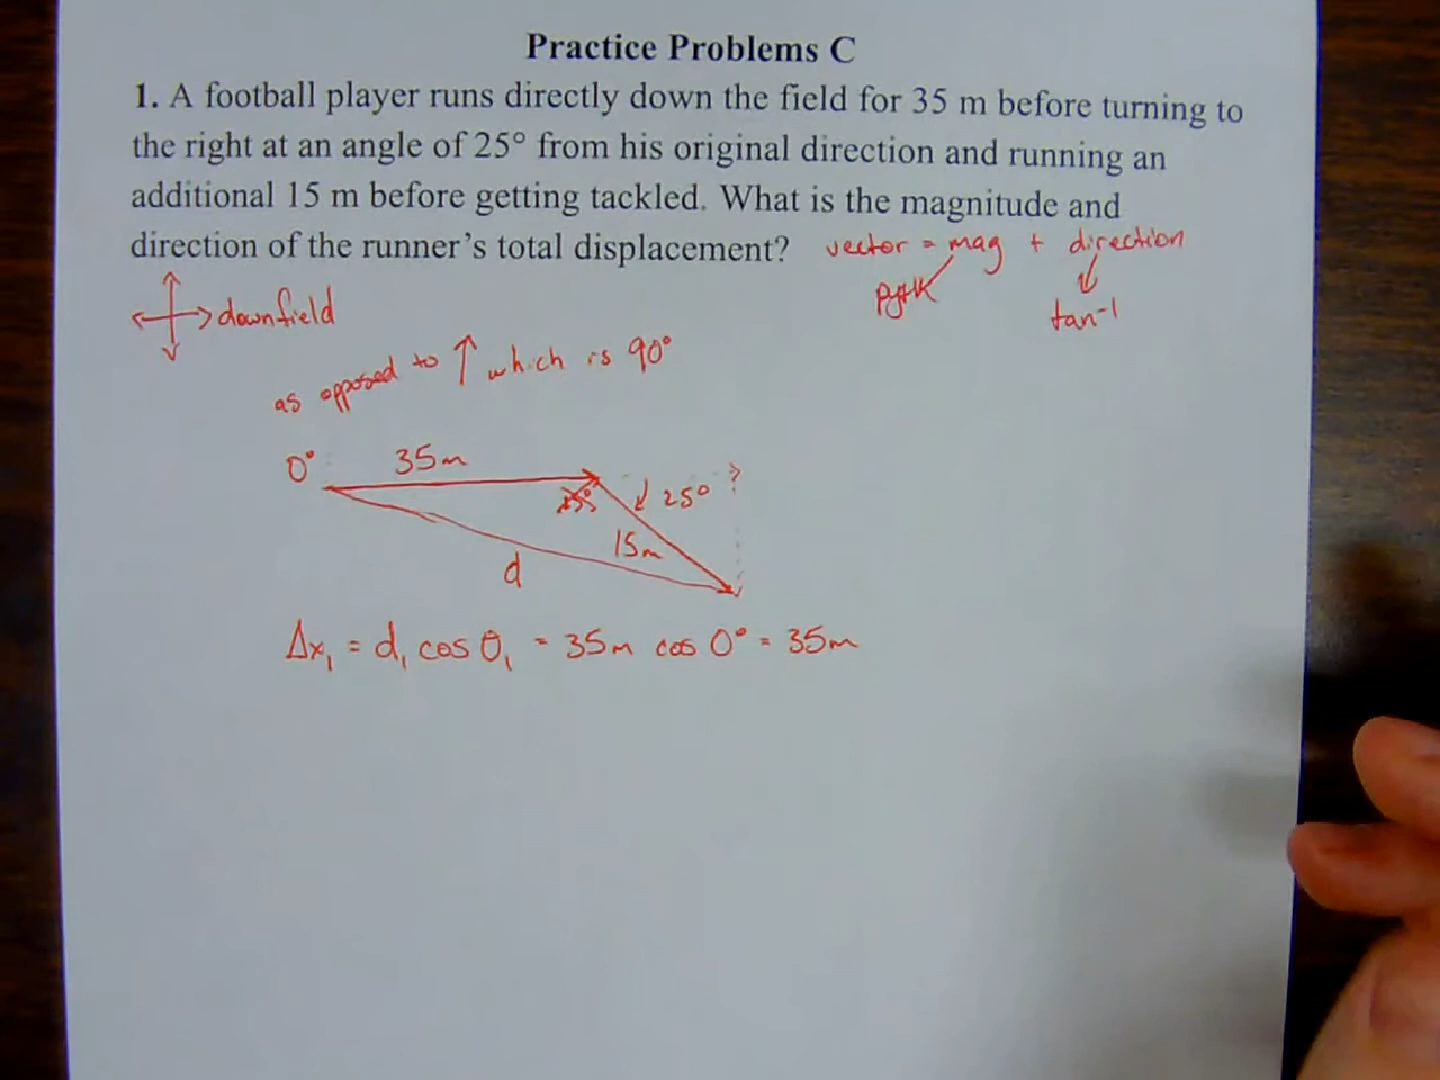 Practice Problems C
1. A football player runs directly down the field for 35 m before turning to
the right at an angle of 25° from his original direction and running an
additional 15 m before getting tackled. What is the magnitude and
direction of the runner's total displacement? vector = mag + direction
pyth
tan-1
downfield
as opposed to ↑ which is 90°
0° 35m
25° 25° ?
15m
d
Δx₁ = d₁ cos θ₁ = 35m cos 0° = 35m